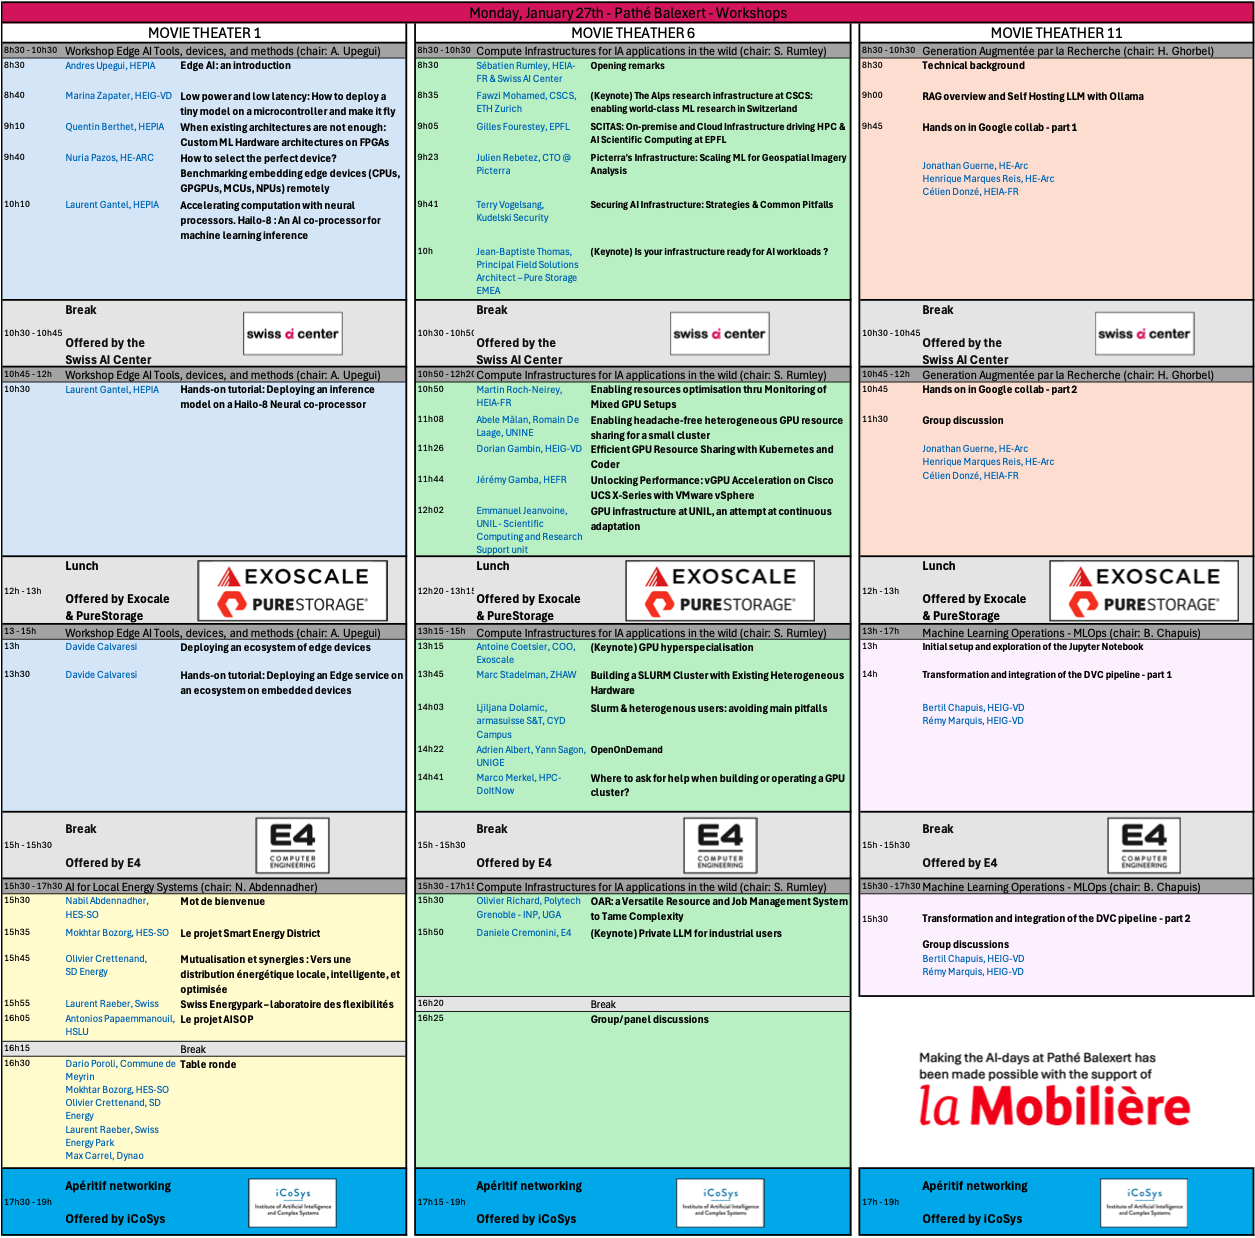 Monday, January 27th - Pathé Balexert - Workshops
MOVIE THEATER 1
8h30 - 10h30 Workshop Edge AI Tools, devices, and methods (chair: A. Upegui)
8h30 Andres Upegui, HEPIA Edge AI: an introduction
8h40 Marina Zapater, HEIG-VD Low power and low latency: How to deploy a
tiny model on a microcontroller and make it fly
9h10 Quentin Berthet, HEPIA When existing architectures are not enough:
Custom ML Hardware architectures on FPGAs
9h40 Nuria Pazos, HE-ARC How to select the perfect device?
Benchmarking embedding edge devices (CPUs,
GPGPUs, MCUs, NPUs) remotely
10h10 Laurent Gantel, HEPIA Accelerating computation with neural
processors. Hailo-8 : An AI co-processor for
machine learning inference
Break
10h30 - 10h45
Offered by the
Swiss AI Center
swiss ai center
10h45 - 12h Workshop Edge AI Tools, devices, and methods (chair: A. Upegui)
10h30 Laurent Gantel, HEPIA Hands-on tutorial: Deploying an inference
model on a Hailo-8 Neural co-processor
Lunch
12h - 13h
Offered by Exocale
& PureStorage
EXOSCALE
PURESTORAGE®
13 - 15h Workshop Edge AI Tools, devices, and methods (chair: A. Upegui)
13h Davide Calvaresi Deploying an ecosystem of edge devices
13h30 Davide Calvaresi Hands-on tutorial: Deploying an Edge service on
an ecosystem on embedded devices
Break
15h - 15h30
Offered by E4
E4
COMPUTER
ENGINEERING
15h30 - 17h30 AI for Local Energy Systems (chair: N. Abdennadher)
15h30 Nabil Abdennadher, Mot de bienvenue
HES-SO
15h35 Mokhtar Bozorg, HES-SO Le projet Smart Energy District
15h45 Olivier Crettenand, Mutualisation et synergies : Vers une
SD Energy distribution énergétique locale, intelligente, et
optimisée
15h55 Laurent Raeber, Swiss Swiss Energypark – laboratoire des flexibilités
16h05 Antonios Papaemmanouil, Le projet AISOP
HSLU
16h15 Break
16h30 Dario Poroli, Commune de Table ronde
Meyrin
Mokhtar Bozorg, HES-SO
Olivier Crettenand, SD
Energy
Laurent Raeber, Swiss
Energy Park
Max Carrel, Dynao
Apéritif networking
17h30 - 19h
Offered by iCoSys
iCoSys
Institute of Artificial Intelligence
and Complex Systems
MOVIE THEATHER 6
8h30 - 10h30 Compute Infrastructures for IA applications in the wild (chair: S. Rumley)
8h30 Sébatien Rumley, HEIA- Opening remarks
FR & Swiss AI Center
8h35 Fawzi Mohamed, CSCS, (Keynote) The Alps research infrastructure at CSCS:
ETH Zurich enabling world-class ML research in Switzerland
9h05 Gilles Fourestey, EPFL SCITAS: On-premise and Cloud Infrastructure driving HPC &
AI Scientific Computing at EPFL
9h23 Julien Rebetez, CTO @ Picterra's Infrastructure: Scaling ML for Geospatial Imagery
Picterra Analysis
9h41 Terry Vogelsang, Securing AI Infrastructure: Strategies & Common Pitfalls
Kudelski Security
10h Jean-Baptiste Thomas, (Keynote) Is your infrastructure ready for AI workloads ?
Principal Field Solutions
Architect – Pure Storage
EMEA
Break
10h30 - 10h50
Offered by the
Swiss AI Center
swiss ai center
10h50 - 12h20 Compute Infrastructures for IA applications in the wild (chair: S. Rumley)
10h50 Martin Roch-Neirey, Enabling resources optimisation thru Monitoring of
HEIA-FR Mixed GPU Setups
11h08 Abele Mălan, Romain De Enabling headache-free heterogeneous GPU resource
Laage, UNINE sharing for a small cluster
11h26 Dorian Gambin, HEIG-VD Efficient GPU Resource Sharing with Kubernetes and
Coder
11h44 Jérémy Gamba, HEFR Unlocking Performance: vGPU Acceleration on Cisco
UCS X-Series with VMware vSphere
12h02 Emmanuel Jeanvoine, GPU infrastructure at UNIL, an attempt at continuous
UNIL - Scientific adaptation
Computing and Research
Support unit
Lunch
12h20 - 13h15
Offered by Exocale
& PureStorage
EXOSCALE
PURESTORAGE®
13h15 - 15h Compute Infrastructures for IA applications in the wild (chair: S. Rumley)
13h15 Antoine Coetsier, COO, (Keynote) GPU hyperspecialisation
Exoscale
13h45 Marc Stadelman, ZHAW Building a SLURM Cluster with Existing Heterogeneous
Hardware
14h03 Ljiljana Dolamic, Slurm & heterogenous users: avoiding main pitfalls
armasuisse S&T, CYD
Campus
14h22 Adrien Albert, Yann Sagon, OpenOnDemand
UNIGE
14h41 Marco Merkel, HPC- Where to ask for help when building or operating a GPU
DoItNow cluster?
Break
15h - 15h30
Offered by E4
E4
COMPUTER
ENGINEERING
15h30 - 17h15 Compute Infrastructures for IA applications in the wild (chair: S. Rumley)
15h30 Olivier Richard, Polytech OAR: a Versatile Resource and Job Management System
Grenoble - INP, UGA to Tame Complexity
15h50 Daniele Cremonini, E4 (Keynote) Private LLM for industrial users
16h20 Break
16h25 Group/panel discussions
Apéritif networking
17h15 - 19h
Offered by iCoSys
iCoSys
Institute of Artificial Intelligence
and Complex Systems
MOVIE THEATHER 11
8h30 - 10h30 Generation Augmentée par la Recherche (chair: H. Ghorbel)
8h30 Technical background
9h00 RAG overview and Self Hosting LLM with Ollama
9h45 Hands on in Google collab - part 1
Jonathan Guerne, HE-Arc
Henrique Marques Reis, HE-Arc
Célien Donzé, HEIA-FR
Break
10h30 - 10h45
Offered by the
Swiss AI Center
swiss ai center
10h45 - 12h Generation Augmentée par la Recherche (chair: H. Ghorbel)
10h45 Hands on in Google collab - part 2
11h30 Group discussion
Jonathan Guerne, HE-Arc
Henrique Marques Reis, HE-Arc
Célien Donzé, HEIA-FR
Lunch
12h - 13h
Offered by Exocale
& PureStorage
EXOSCALE
PURESTORAGE®
13h - 17h Machine Learning Operations - MLOps (chair: B. Chapuis)
13h Initial setup and exploration of the Jupyter Notebook
14h Transformation and integration of the DVC pipeline - part 1
Bertil Chapuis, HEIG-VD
Rémy Marquis, HEIG-VD
Break
15h - 15h30
Offered by E4
E4
COMPUTER
ENGINEERING
15h30 - 17h30 Machine Learning Operations - MLOps (chair: B. Chapuis)
15h30 Transformation and integration of the DVC pipeline - part 2
Group discussions
Bertil Chapuis, HEIG-VD
Rémy Marquis, HEIG-VD
Making the AI-days at Pathé Balexert has
been made possible with the support of
la Mobilière
Apéritif networking
17h - 19h
Offered by iCoSys
iCoSys
Institute of Artificial Intelligence
and Complex Systems